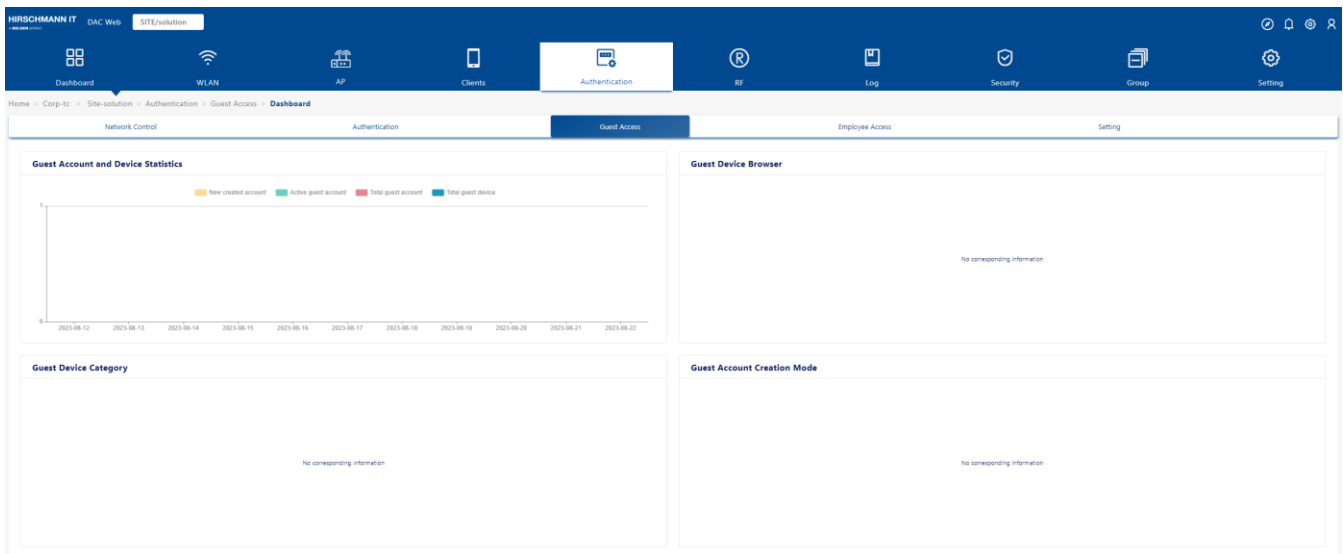 HIRSCHMANN IT
A BELDEN BRAND
DAC Web
SITE/solution
Dashboard
WLAN
AP
Clients
Authentication
RF
Log
Security
Group
Setting
Home > Corp-tc > Site-solution > Authentication > Guest Access > Dashboard
Network Control
Authentication
Guest Access
Employee Access
Setting
Guest Account and Device Statistics
New created account
Active guest account
Total guest account
Total guest device
1
0
2023-08-12
2023-08-13
2023-08-14
2023-08-15
2023-08-16
2023-08-17
2023-08-18
2023-08-19
2023-08-20
2023-08-21
2023-08-22
Guest Device Browser
No corresponding information
Guest Device Category
No corresponding information
Guest Account Creation Mode
No corresponding information